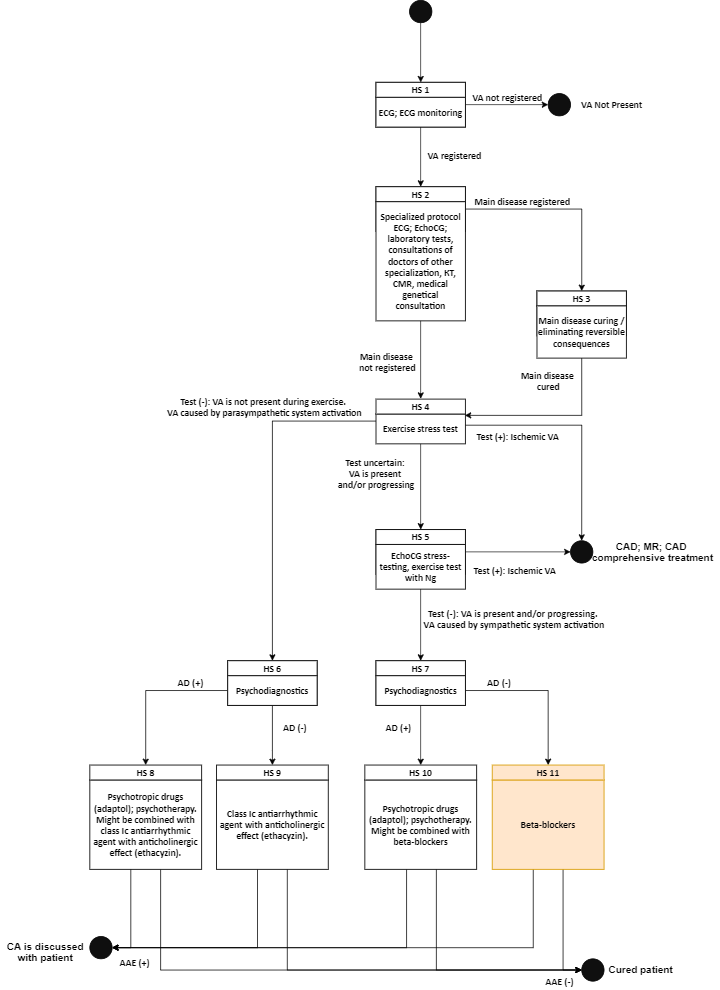 HS 1
ECG; ECG monitoring
VA not registered
VA Not Present
VA registered
HS 2
Specialized protocol
ECG; EchoCG;
laboratory tests,
consultations of
doctors of other
specialization, KT,
CMR, medical
genetical
consultation
Main disease registered
HS 3
Main disease curing /
eliminating reversible
consequences
Main disease
not registered
Main disease
cured
HS 4
Exercise stress test
Test (-): VA is not present during exercise.
VA caused by parasympathetic system activation
Test (+): Ischemic VA
Test uncertain:
VA is present
and/or progressing
HS 5
EchoCG stress-
testing, exercise test
with Ng
Test (+): Ischemic VA
CAD; MR; CAD
comprehensive treatment
Test (-): VA is present and/or progressing.
VA caused by sympathetic system activation
HS 6
Psychodiagnostics
HS 7
Psychodiagnostics
AD (+)
AD (-)
AD (+)
AD (-)
HS 8
Psychotropic drugs
(adaptol); psychotherapy.
Might be combined with
class Ic antiarrhythmic
agent with anticholinergic
effect (ethacyzin).
HS 9
Class Ic antiarrhythmic
agent with anticholinergic
effect (ethacyzin).
HS 10
Psychotropic drugs
(adaptol); psychotherapy.
Might be combined with
beta-blockers
HS 11
Beta-blockers
CA is discussed
with patient
AAE (+)
AAE (-)
Cured patient